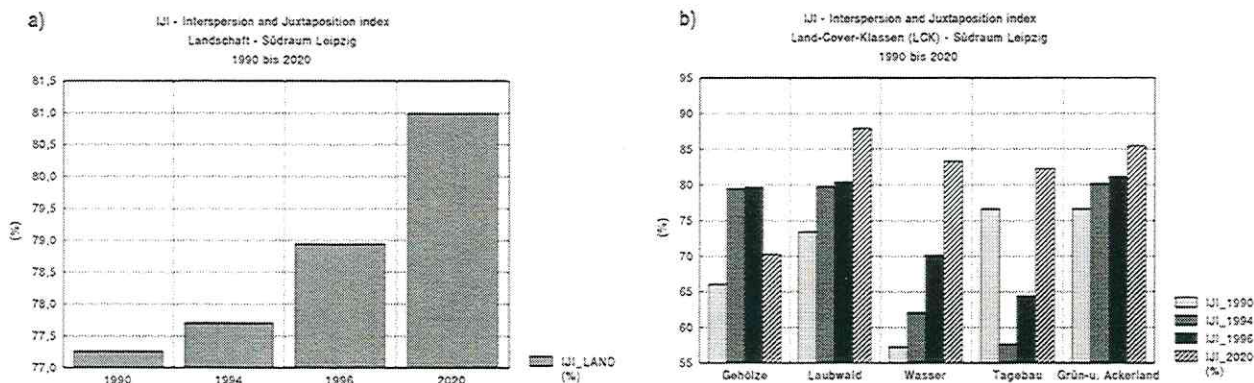 a)
IJI - Interspersion and Juxtaposition index
Landschaft - Südraum Leipzig
1990 bis 2020
81,5
81,0
80,5
80,0
79,5
79,0
78,5
78,0
77,5
77,0
(%)
1990 1994 1996 2020
IJI_LAND
(%)
b)
IJI - Interspersion and Juxtaposition index
Land-Cover-Klassen (LCK) - Südraum Leipzig
1990 bis 2020
95
90
85
80
75
70
65
60
55
(%)
Gehölze Laubwald Wasser Tagebau Grün-u. Ackerland
IJI_1990
IJI_1994
IJI_1996
IJI_2020
(%)